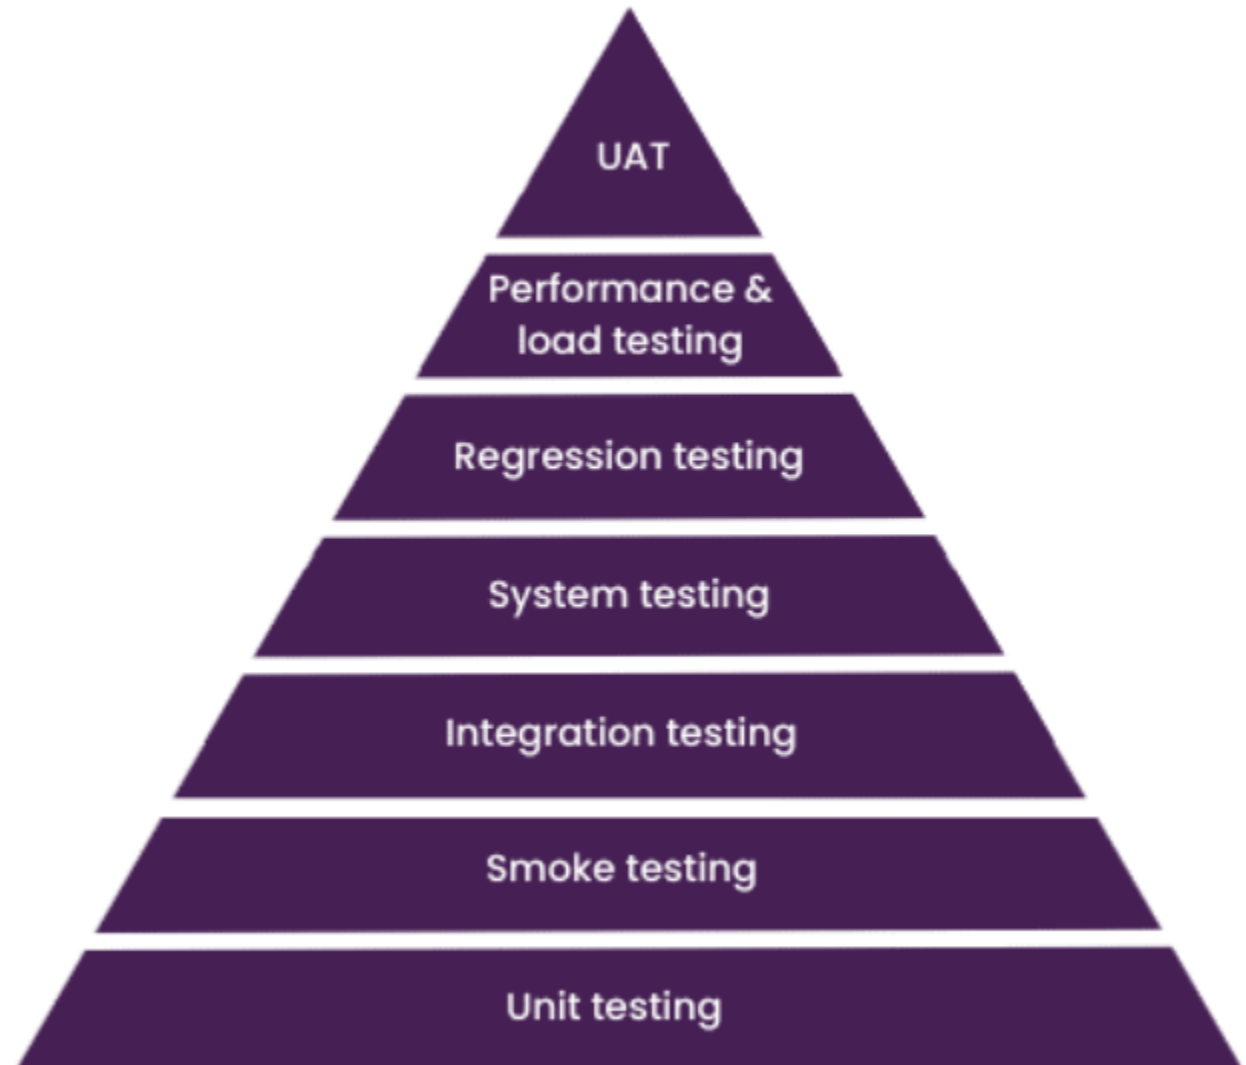 UAT
Performance &
load testing
Regression testing
System testing
Integration testing
Smoke testing
Unit testing